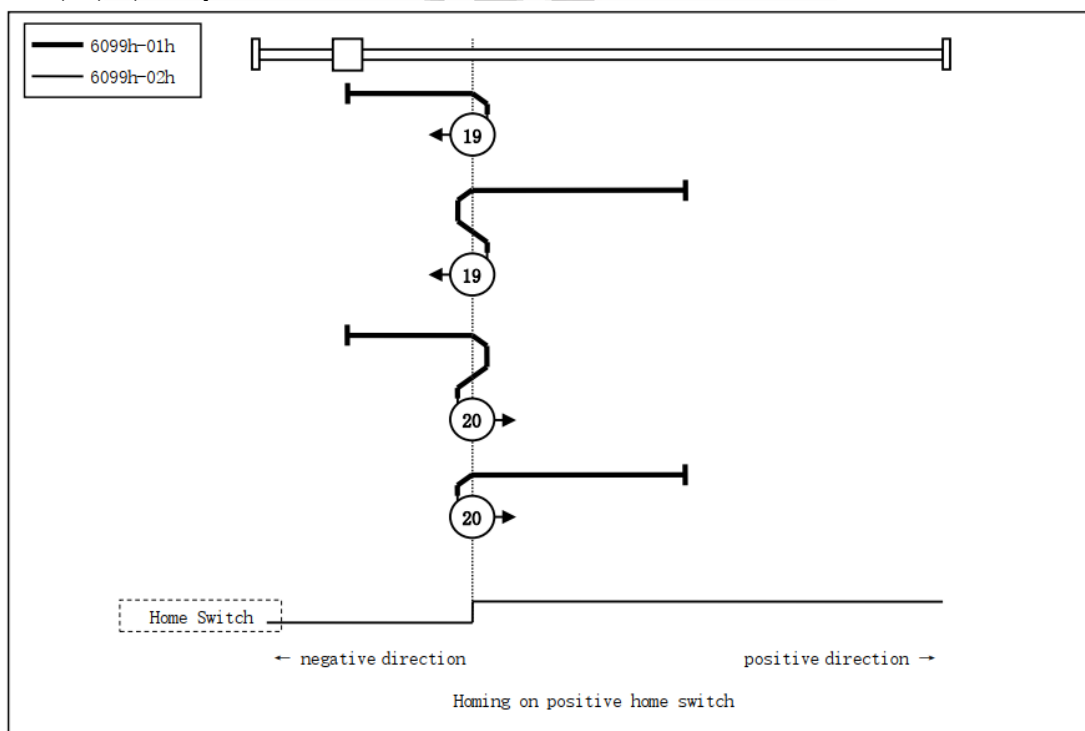 6099h-01h
6099h-02h
19
19
20
20
Home Switch
← negative direction
positive direction →
Homing on positive home switch